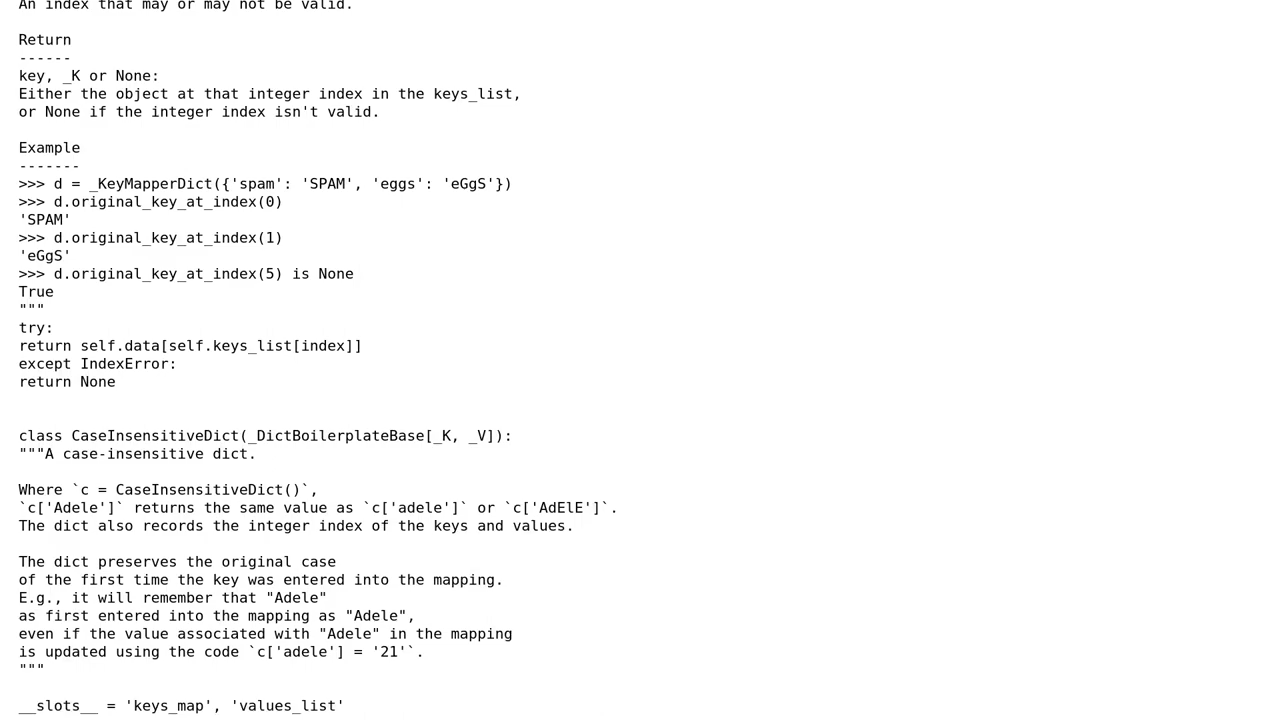 An index that may or may not be valid.

Return
------
key, _K or None:
Either the object at that integer index in the keys_list,
or None if the integer index isn't valid.

Example
-------
>>> d = _KeyMapperDict({'spam': 'SPAM', 'eggs': 'eGgS'})
>>> d.original_key_at_index(0)
'SPAM'
>>> d.original_key_at_index(1)
'eGgS'
>>> d.original_key_at_index(5) is None
True
"""
try:
return self.data[self.keys_list[index]]
except IndexError:
return None


class CaseInsensitiveDict(_DictBoilerplateBase[_K, _V]):
"""A case-insensitive dict.

Where `c = CaseInsensitiveDict()`,
`c['Adele']` returns the same value as `c['adele']` or `c['AdElE']`.
The dict also records the integer index of the keys and values.

The dict preserves the original case
of the first time the key was entered into the mapping.
E.g., it will remember that "Adele"
as first entered into the mapping as "Adele",
even if the value associated with "Adele" in the mapping
is updated using the code `c['adele'] = '21'`.
"""

__slots__ = 'keys_map', 'values_list'